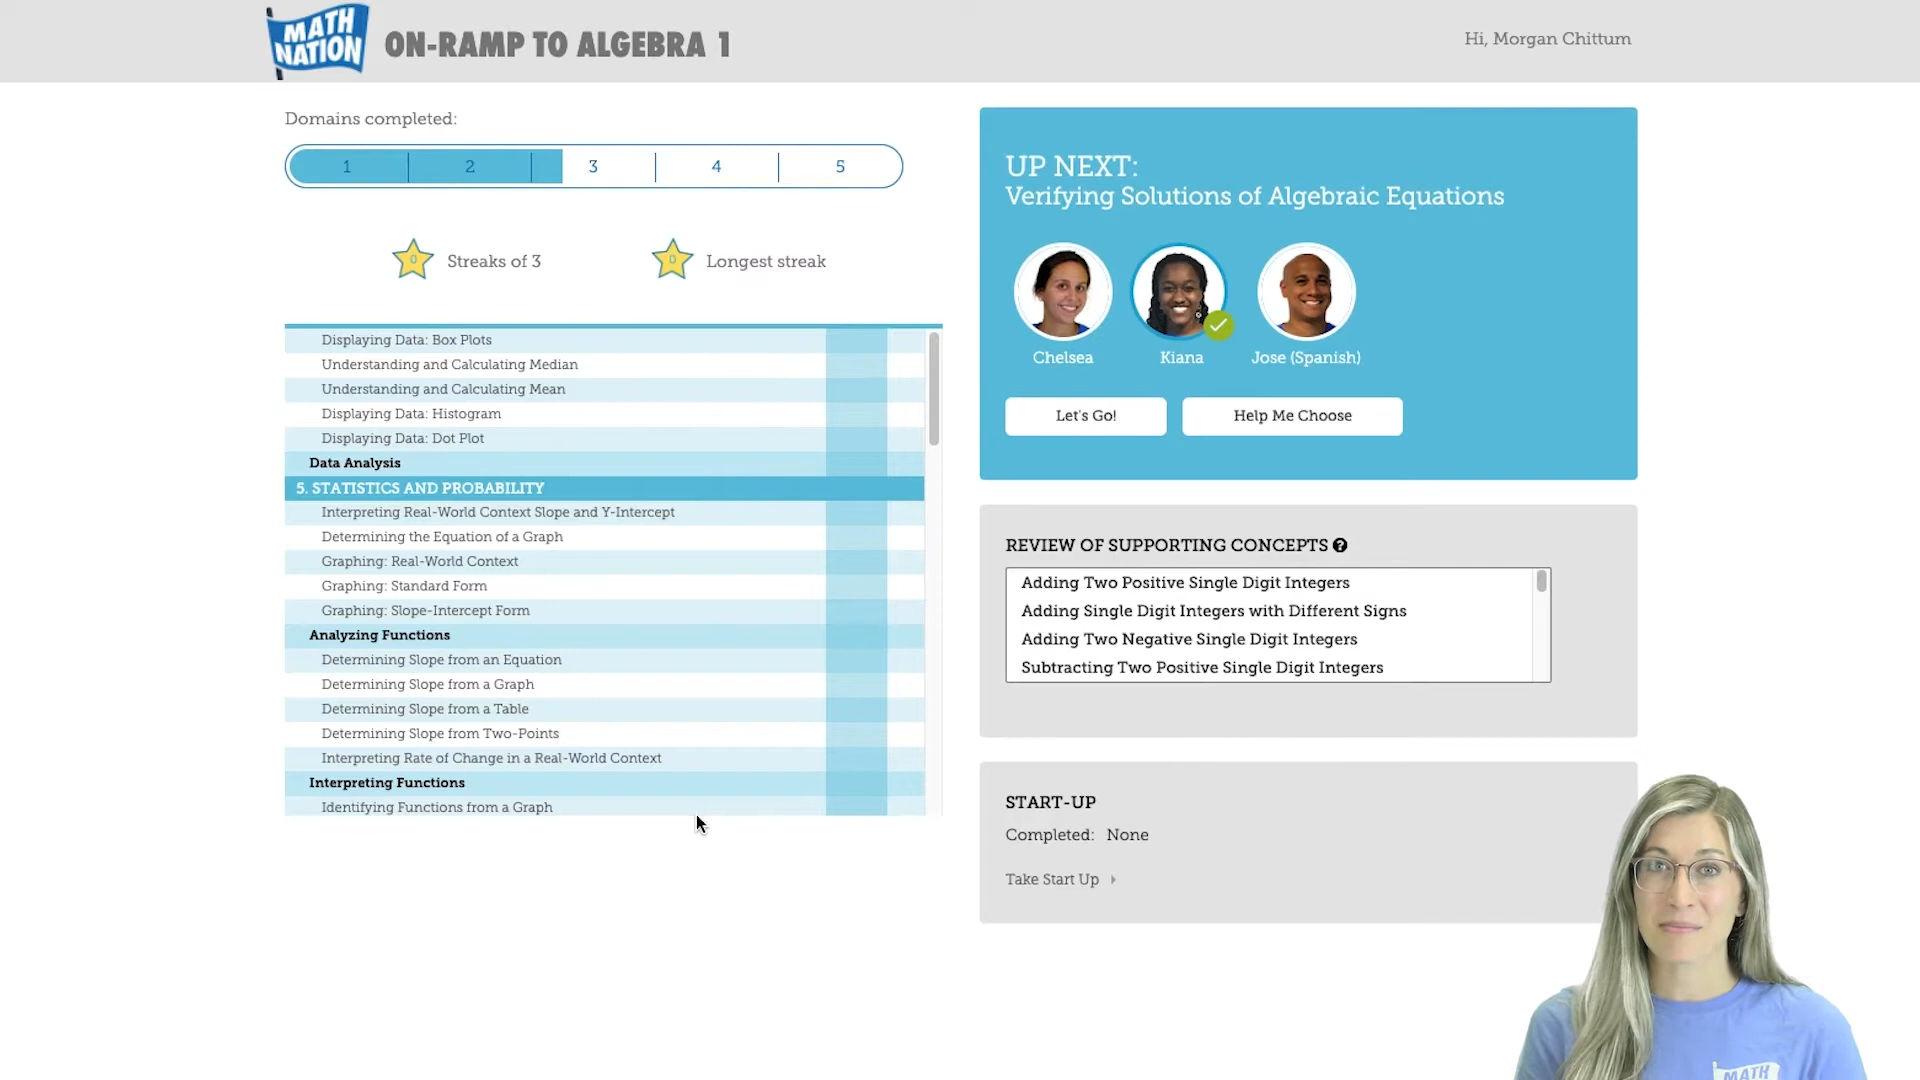 MATH
NATION
ON-RAMP TO ALGEBRA 1
Hi, Morgan Chittum
Domains completed:
1 2 3 4 5
0 Streaks of 3
0 Longest streak
Displaying Data: Box Plots
Understanding and Calculating Median
Understanding and Calculating Mean
Displaying Data: Histogram
Displaying Data: Dot Plot
Data Analysis
5. STATISTICS AND PROBABILITY
Interpreting Real-World Context Slope and Y-Intercept
Determining the Equation of a Graph
Graphing: Real-World Context
Graphing: Standard Form
Graphing: Slope-Intercept Form
Analyzing Functions
Determining Slope from an Equation
Determining Slope from a Graph
Determining Slope from a Table
Determining Slope from Two-Points
Interpreting Rate of Change in a Real-World Context
Interpreting Functions
Identifying Functions from a Graph
UP NEXT:
Verifying Solutions of Algebraic Equations
Chelsea
Kiana
Jose (Spanish)
Let's Go!
Help Me Choose
REVIEW OF SUPPORTING CONCEPTS ?
Adding Two Positive Single Digit Integers
Adding Single Digit Integers with Different Signs
Adding Two Negative Single Digit Integers
Subtracting Two Positive Single Digit Integers
START-UP
Completed: None
Take Start Up
MATH